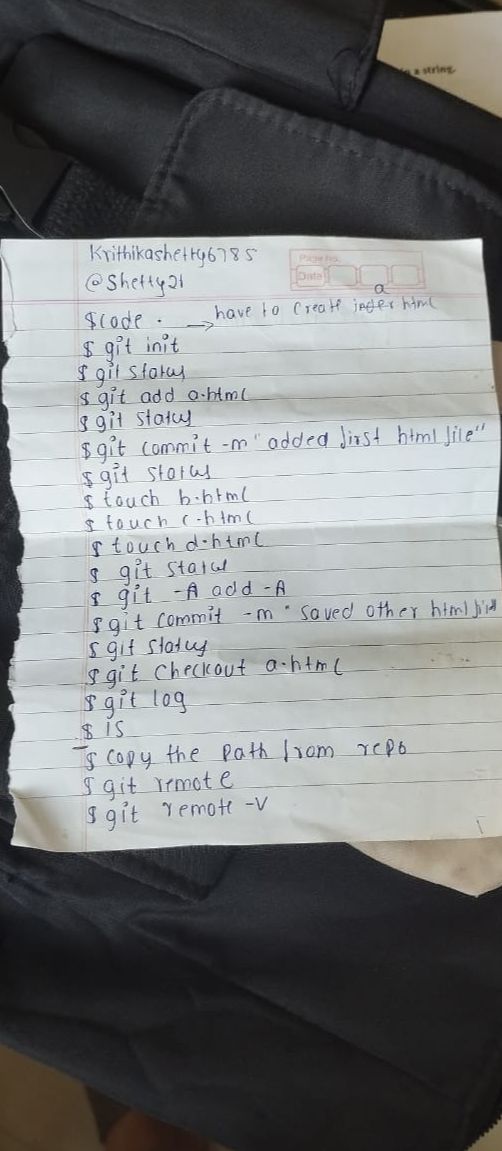 a string.
Krithikashetty6785
Page No.
@Shetty21
Date
a
$code . → have to create html
$ git init
$ git status
$ git add a.html
$ git status
$ git commit -m "added first html file"
$ git status
$ touch b.html
$ touch c.html
$ touch d.html
$ git status
$ git -A add -A
$ git commit -m " saved other html
$ git status
$ git checkout a.html
$ git log
$ ls
$ copy the path from repo
$ git remote
$ git remote -v